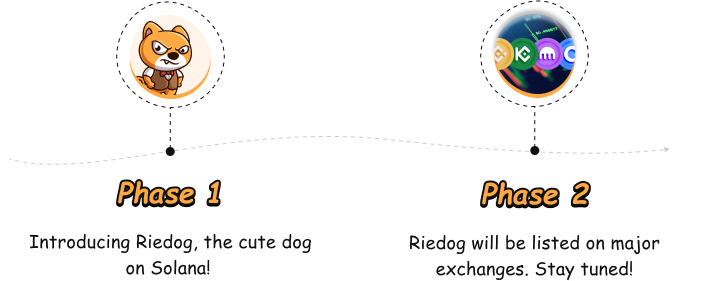 Phase 1
Introducing Riedog, the cute dog
on Solana!
Phase 2
Riedog will be listed on major
exchanges. Stay tuned!